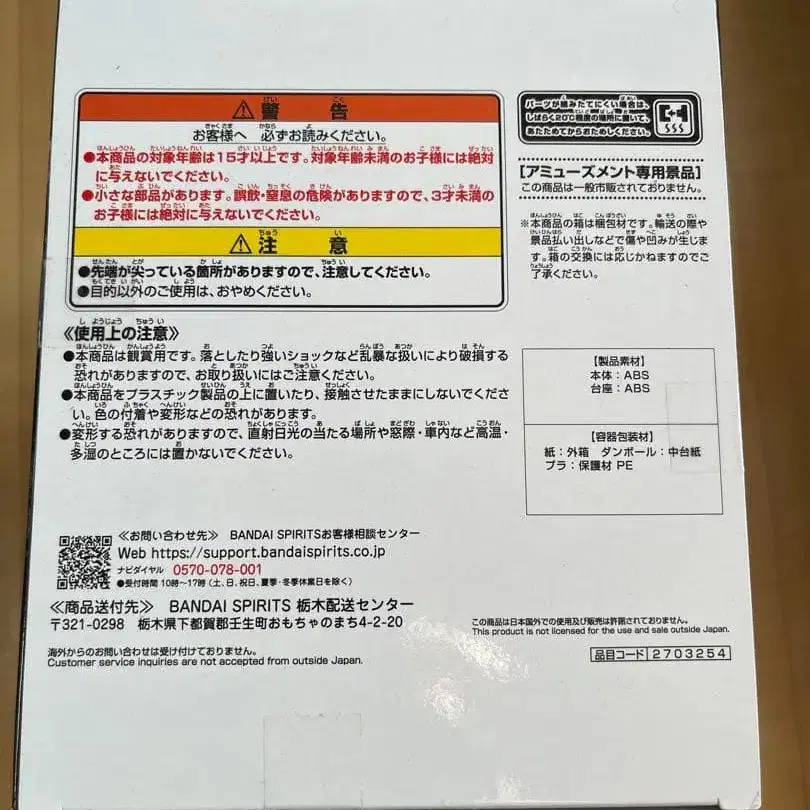 ⚠警告
お客様へ 必ずお読みください。
●本商品の対象年齢は15才以上です。対象年齢未満のお子様には絶対
に与えないでください。
●小さな部品があります。誤飲・窒息の危険がありますので、3才未満の
お子様には絶対に与えないでください。
⚠注意
●先端が尖っている箇所がありますので、注意してください。
●目的以外のご使用は、おやめください。
《使用上の注意》
●本商品は観賞用です。落としたり強いショックなど乱暴な扱いにより破損する
恐れがありますので、お取り扱いにはご注意ください。
●本商品をプラスチック製品の上に置いたり、接触させたままにしないでくださ
い。色の付着や変形などの恐れがあります。
●変形する恐れがありますので、直射日光の当たる場所や窓際・車内など高温・
多湿のところには置かないでください。
パーツが組みたてにくい場合は、
しばらく20℃程度の場所に置いて、
あたためてからおためしください。
【アミューズメント専用景品】
この商品は一般市販されておりません。
※本商品の箱は梱包材です。輸送の際や
景品払い出しなどで傷や凹みが生じま
す。箱の交換には応じかねますのでご
了承ください。
【製品素材】
本体：ABS
台座：ABS
【容器包装材】
紙：外箱 ダンボール：中台紙
プラ：保護材 PE
《お問い合わせ先》 BANDAI SPIRITSお客様相談センター
Web https://support.bandaispirits.co.jp
ナビダイヤル 0570-078-001
●受付時間 10時～17時（土、日、祝日、夏季・冬季休業日を除く）
《商品送付先》 BANDAI SPIRITS 栃木配送センター
〒321-0298 栃木県下都賀郡壬生町おもちゃのまち4-2-20
海外からのお問い合わせは受け付けておりません。
Customer service inquiries are not accepted from outside Japan.
この商品は日本国外での使用及び販売は許諾されておりません。
This product is not licensed for the use and sale outside Japan.
品目コード 2703254